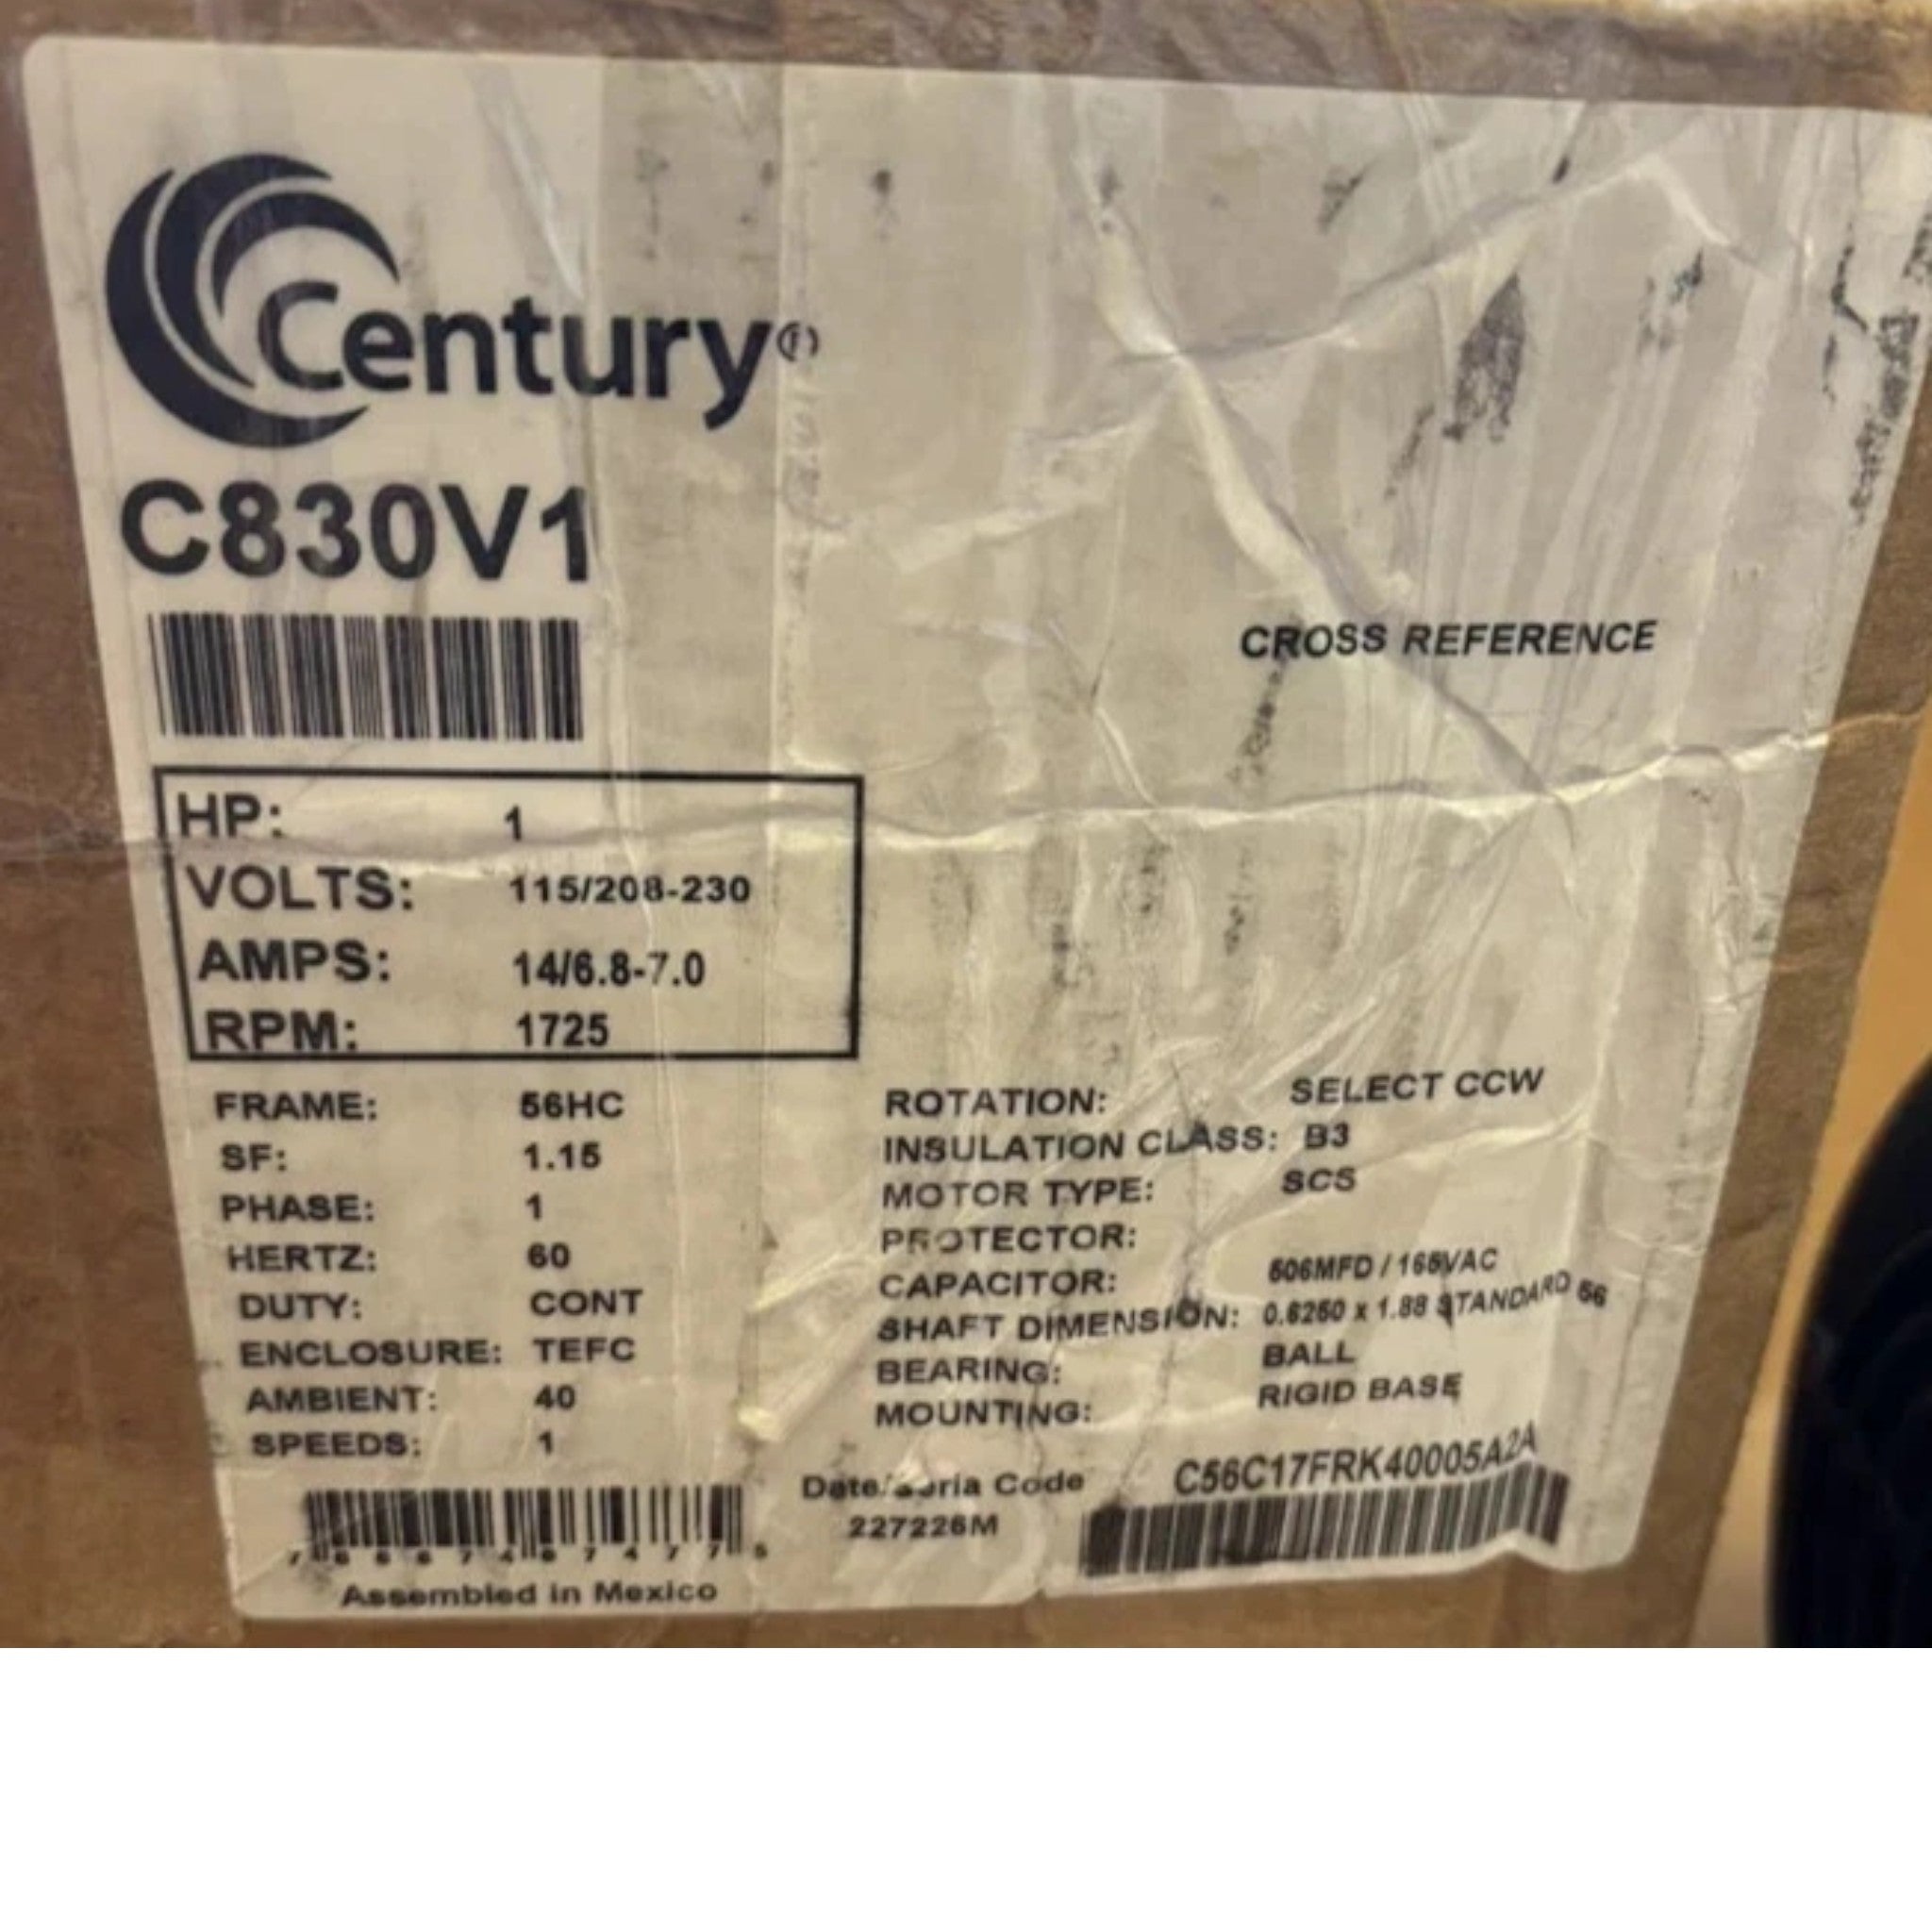 Century®
C830V1
CROSS REFERENCE
HP: 1
VOLTS: 115/208-230
AMPS: 14/6.8-7.0
RPM: 1725
FRAME: 56HC
SF: 1.15
PHASE: 1
HERTZ: 60
DUTY: CONT
ENCLOSURE: TEFC
AMBIENT: 40
SPEEDS: 1
ROTATION: SELECT CCW
INSULATION CLASS: B3
MOTOR TYPE: SCS
PROTECTOR:
CAPACITOR: 506MFD / 165VAC
SHAFT DIMENSION: 0.6250 x 1.88 STANDARD 56
BEARING: BALL
MOUNTING: RIGID BASE
Date/Seria Code
227226M
C56C17FRK40005A2A
Assembled in Mexico